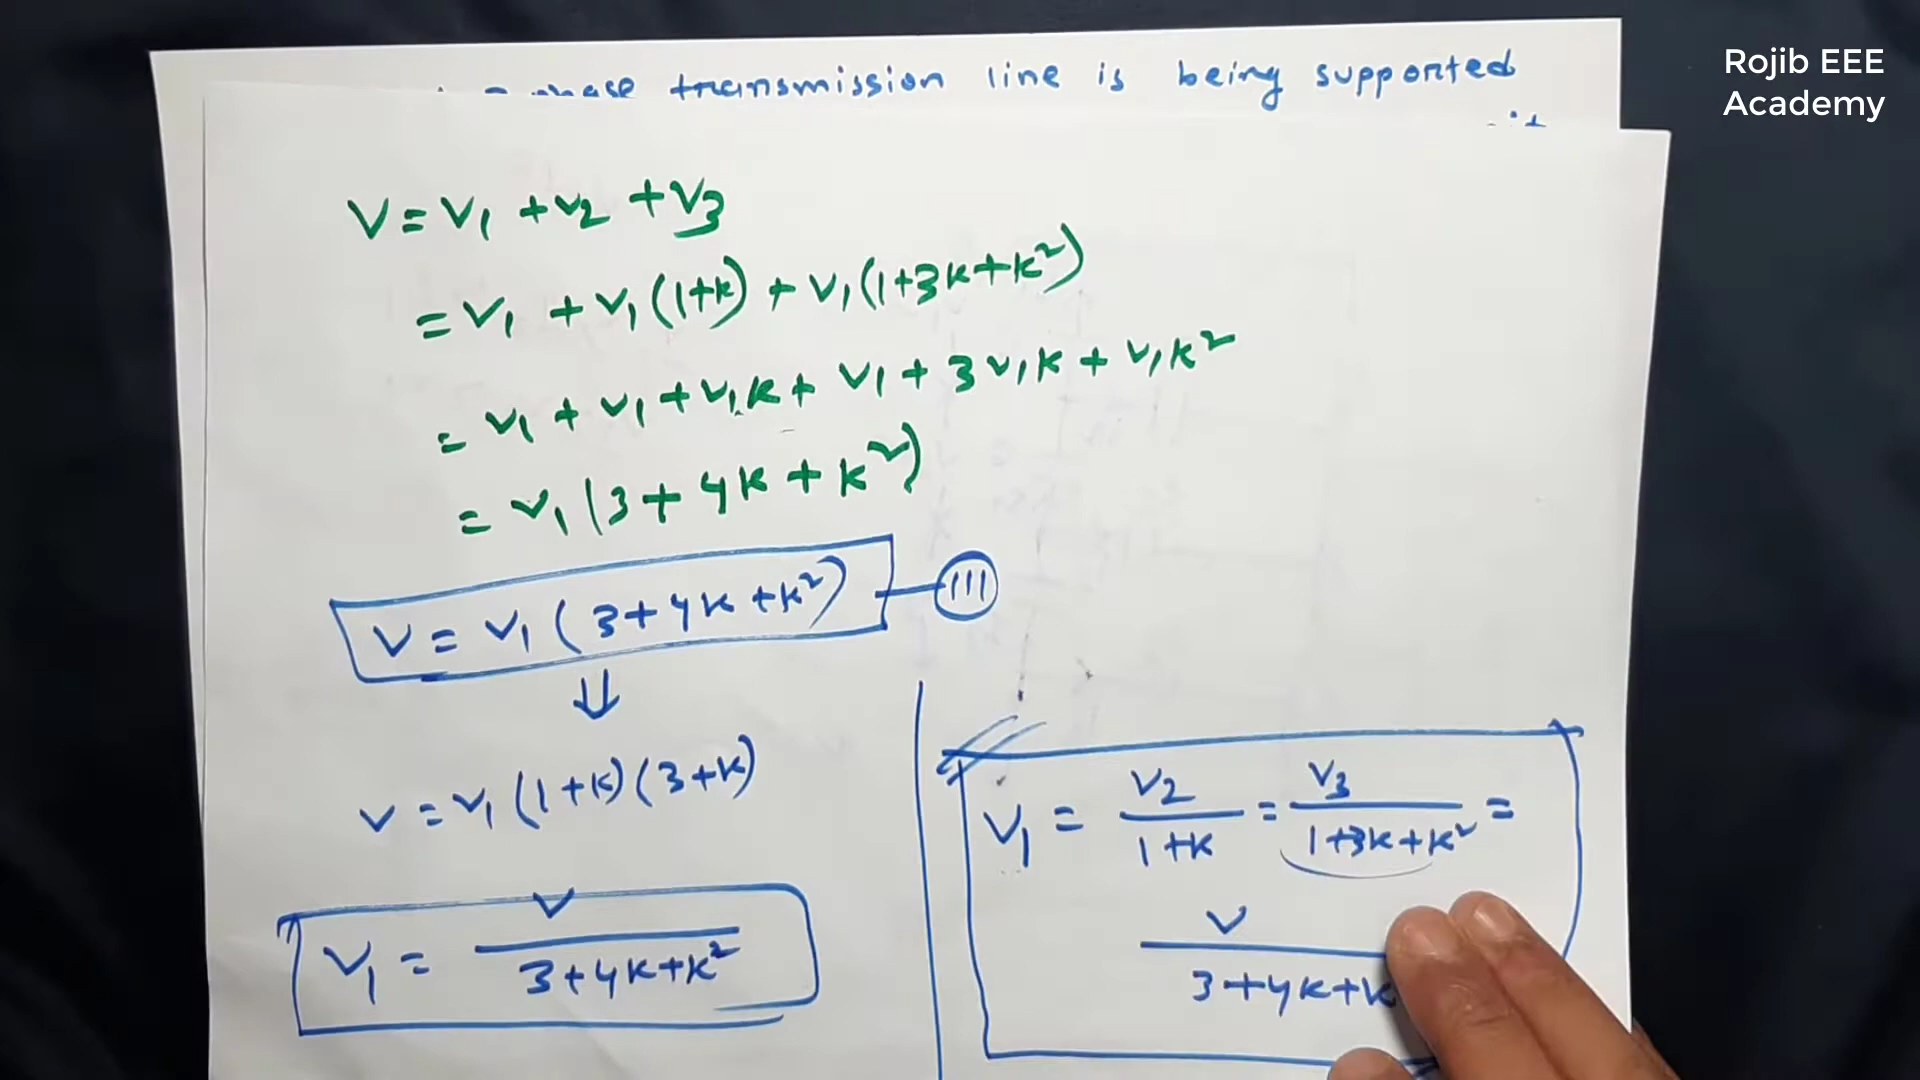 Rojib EEE
Academy
phase transmission line is being supported
V = V1 + V2 + V3
= V1 + V1 (1+K) + V1 (1+3K+K²)
= V1 + V1 + V1K + V1 + 3V1K + V1K²
= V1 (3+4K+K²)
V = V1 (3+4K+K²) — III
⇓
V = V1 (1+K) (3+K)
V1 = V / 3+4K+K²
V1 = V2 / 1+K = V3 / 1+3K+K² =
V / 3+4K+K